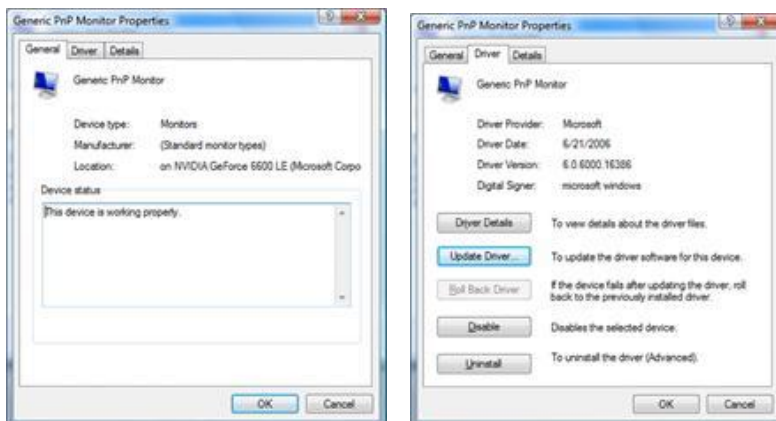 Generic PnP Monitor Properties
General Driver Details
Generic PnP Monitor
Device type: Monitors
Manufacturer: (Standard monitor types)
Location: on NVIDIA GeForce 6600 LE (Microsoft Corpo
Device status
This device is working properly.
OK Cancel
Generic PnP Monitor Properties
General Driver Details
Generic PnP Monitor
Driver Provider: Microsoft
Driver Date: 6/21/2006
Driver Version: 6.0.6000.16386
Digital Signer: microsoft windows
Driver Details To view details about the driver files.
Update Driver... To update the driver software for this device.
Roll Back Driver If the device fails after updating the driver, roll
back to the previously installed driver.
Disable Disables the selected device.
Uninstall To uninstall the driver (Advanced).
OK Cancel